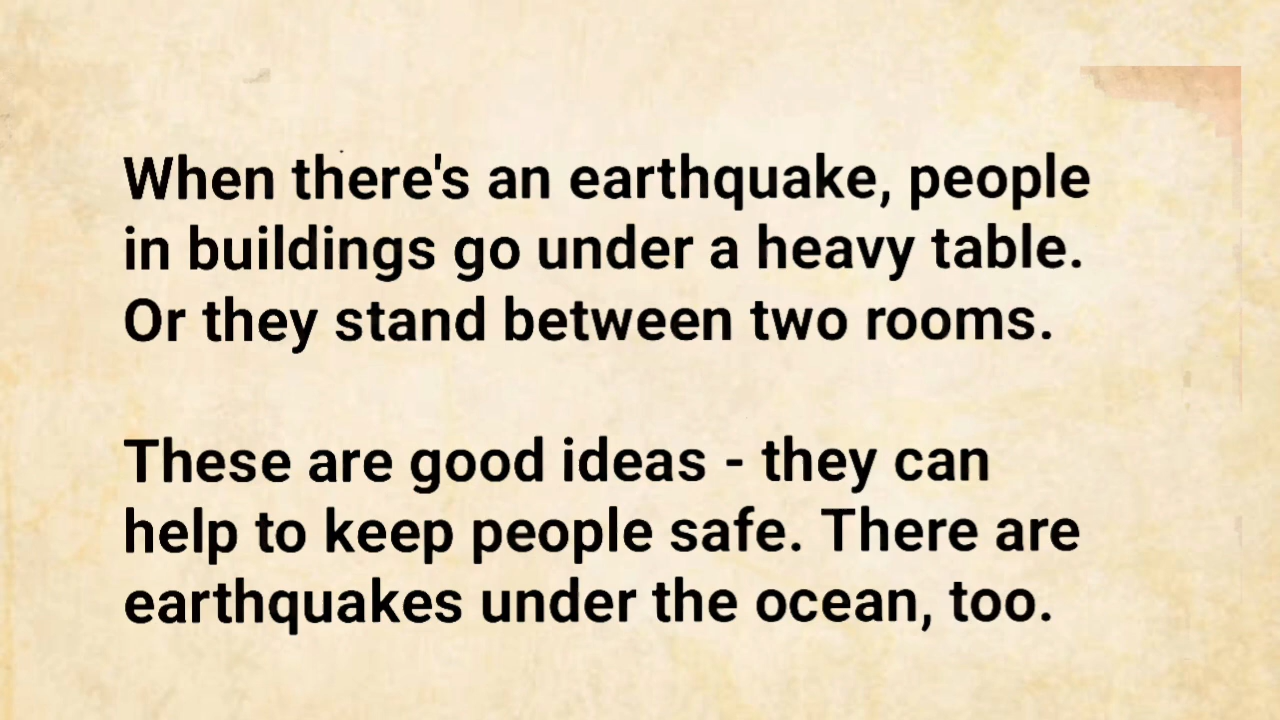 When there's an earthquake, people
in buildings go under a heavy table.
Or they stand between two rooms.
These are good ideas - they can
help to keep people safe. There are
earthquakes under the ocean, too.